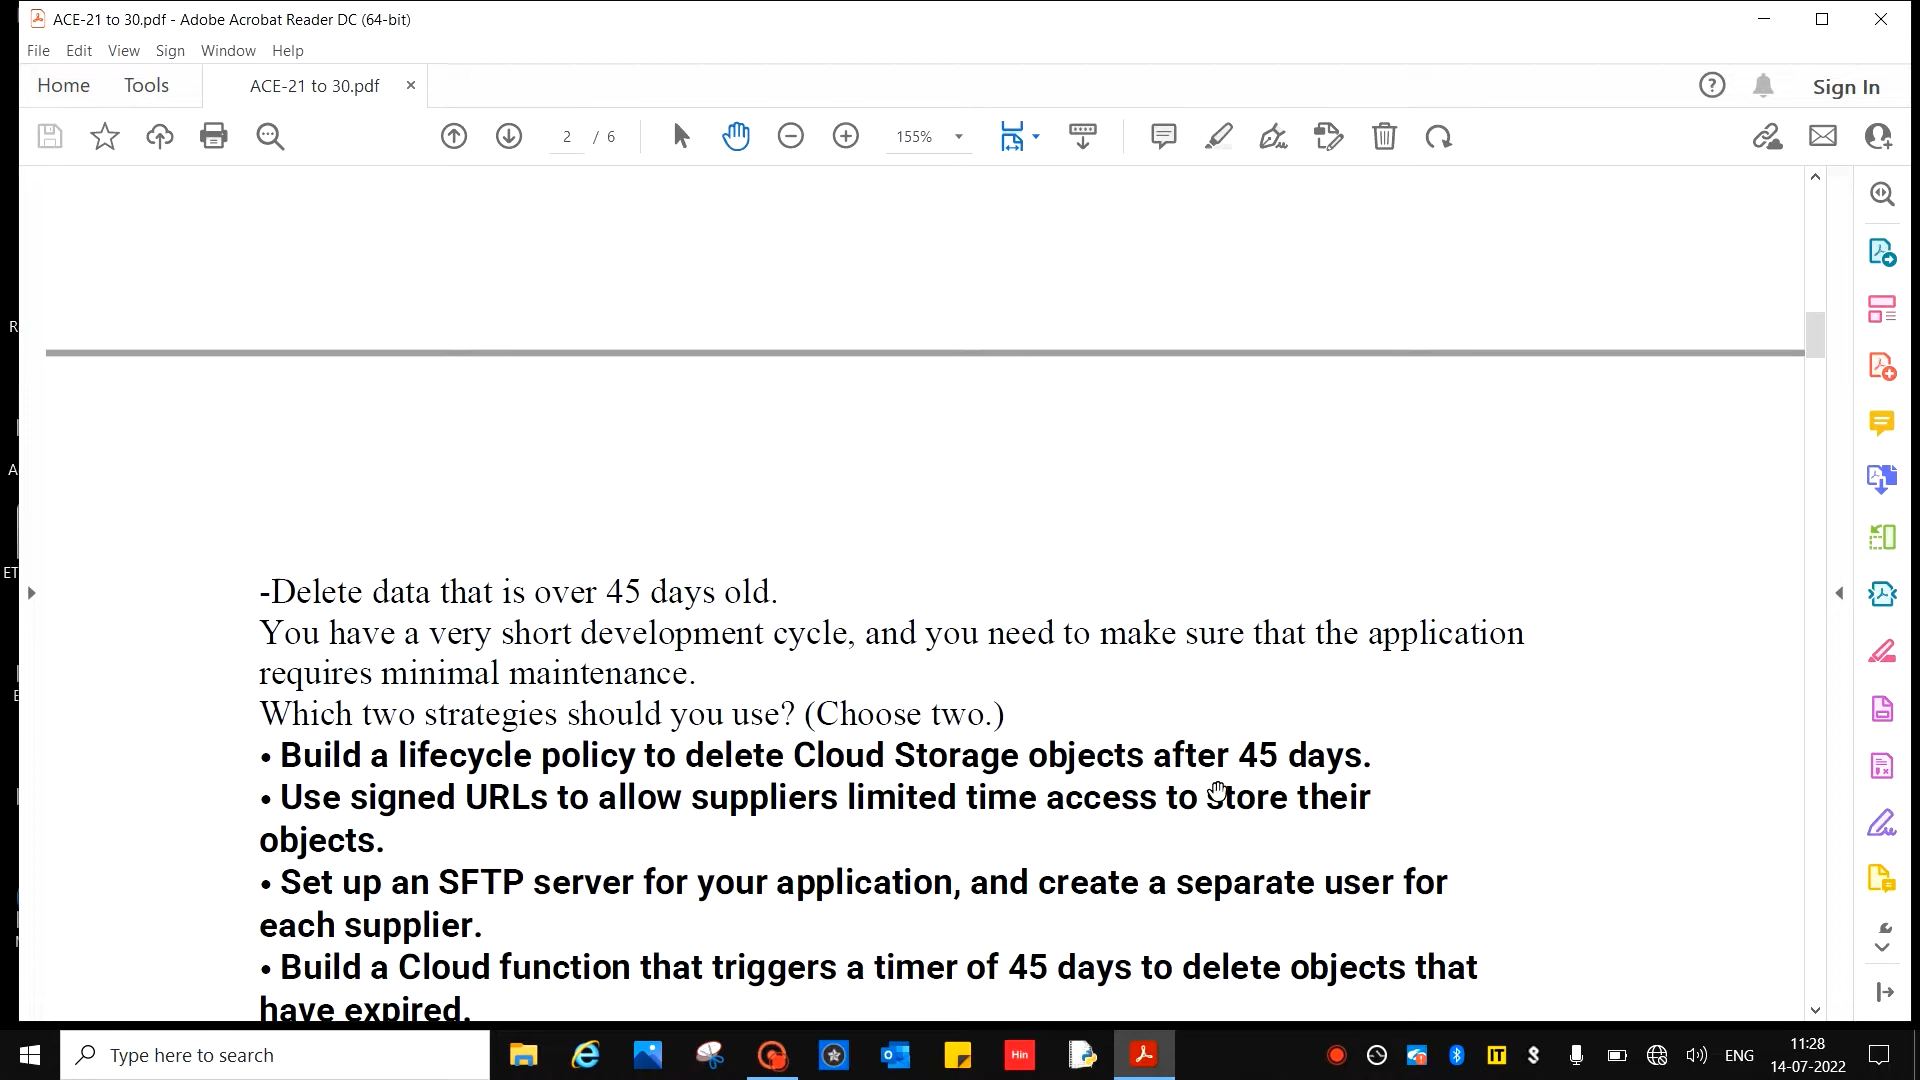 ACE-21 to 30.pdf - Adobe Acrobat Reader DC (64-bit)
File Edit View Sign Window Help
Home Tools ACE-21 to 30.pdf × Sign In
2 / 6 155%
-Delete data that is over 45 days old.
You have a very short development cycle, and you need to make sure that the application
requires minimal maintenance.
Which two strategies should you use? (Choose two.)
• Build a lifecycle policy to delete Cloud Storage objects after 45 days.
• Use signed URLs to allow suppliers limited time access to store their
objects.
• Set up an SFTP server for your application, and create a separate user for
each supplier.
• Build a Cloud function that triggers a timer of 45 days to delete objects that
have expired.
Type here to search
Hin
IT
ENG
11:28
14-07-2022